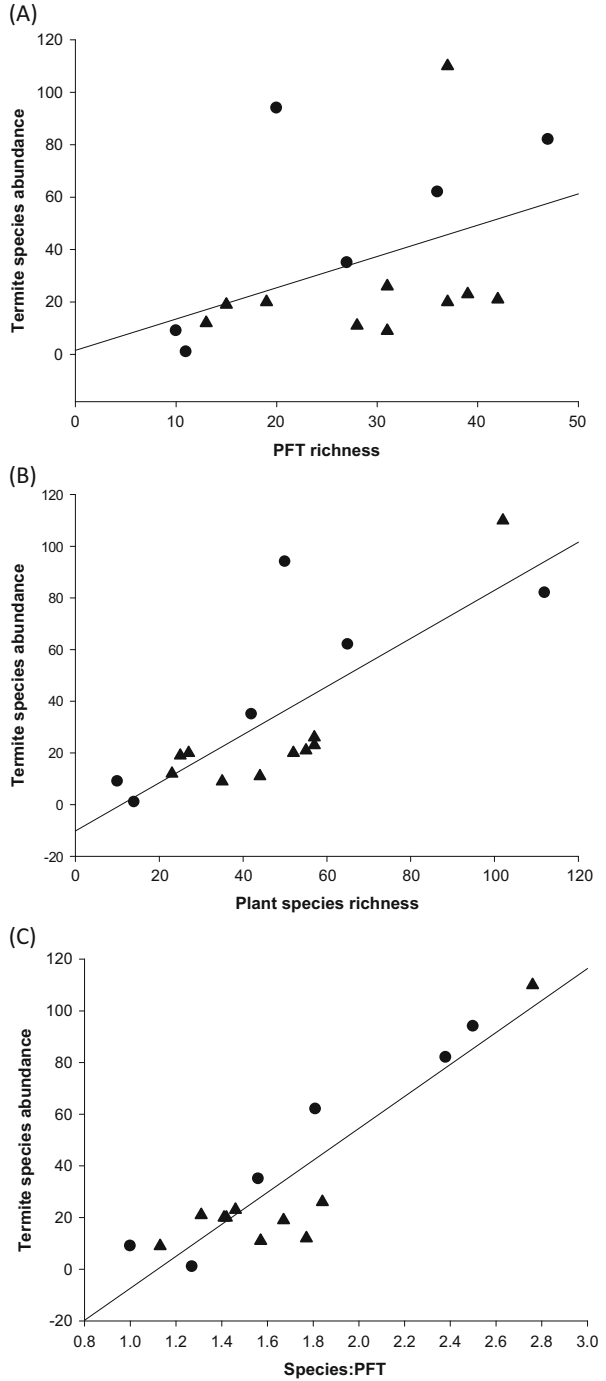 (A)
120
100
80
60
40
20
0
Termite species abundance
0 10 20 30 40 50
PFT richness
(B)
120
100
80
60
40
20
0
-20
Termite species abundance
0 20 40 60 80 100 120
Plant species richness
(C)
120
100
80
60
40
20
0
-20
Termite species abundance
0.8 1.0 1.2 1.4 1.6 1.8 2.0 2.2 2.4 2.6 2.8 3.0
Species:PFT